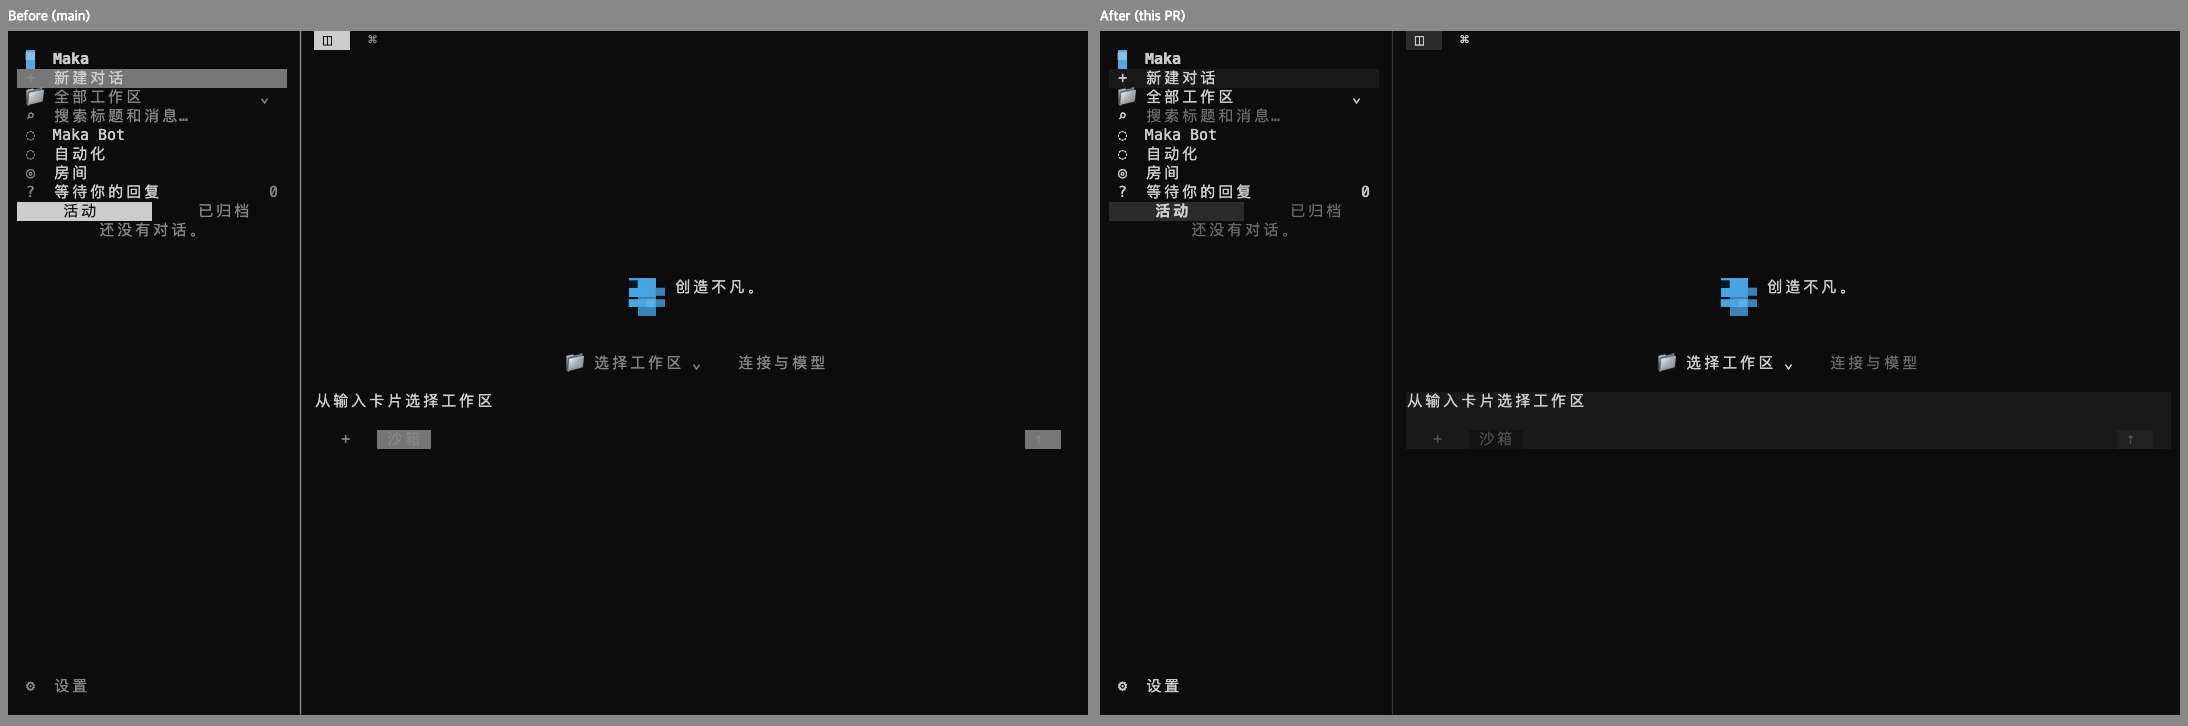 Before (main)
Maka
+ 新建对话
全部工作区
搜索标题和消息…
Maka Bot
自动化
房间
? 等待你的回复 0
活动 已归档
还没有对话。
设置
⌘
创造不凡。
选择工作区 连接与模型
从输入卡片选择工作区
+ 沙箱 ↑
After (this PR)
Maka
+ 新建对话
全部工作区
搜索标题和消息…
Maka Bot
自动化
房间
? 等待你的回复 0
活动 已归档
还没有对话。
设置
⌘
创造不凡。
选择工作区 连接与模型
从输入卡片选择工作区
+ 沙箱 ↑